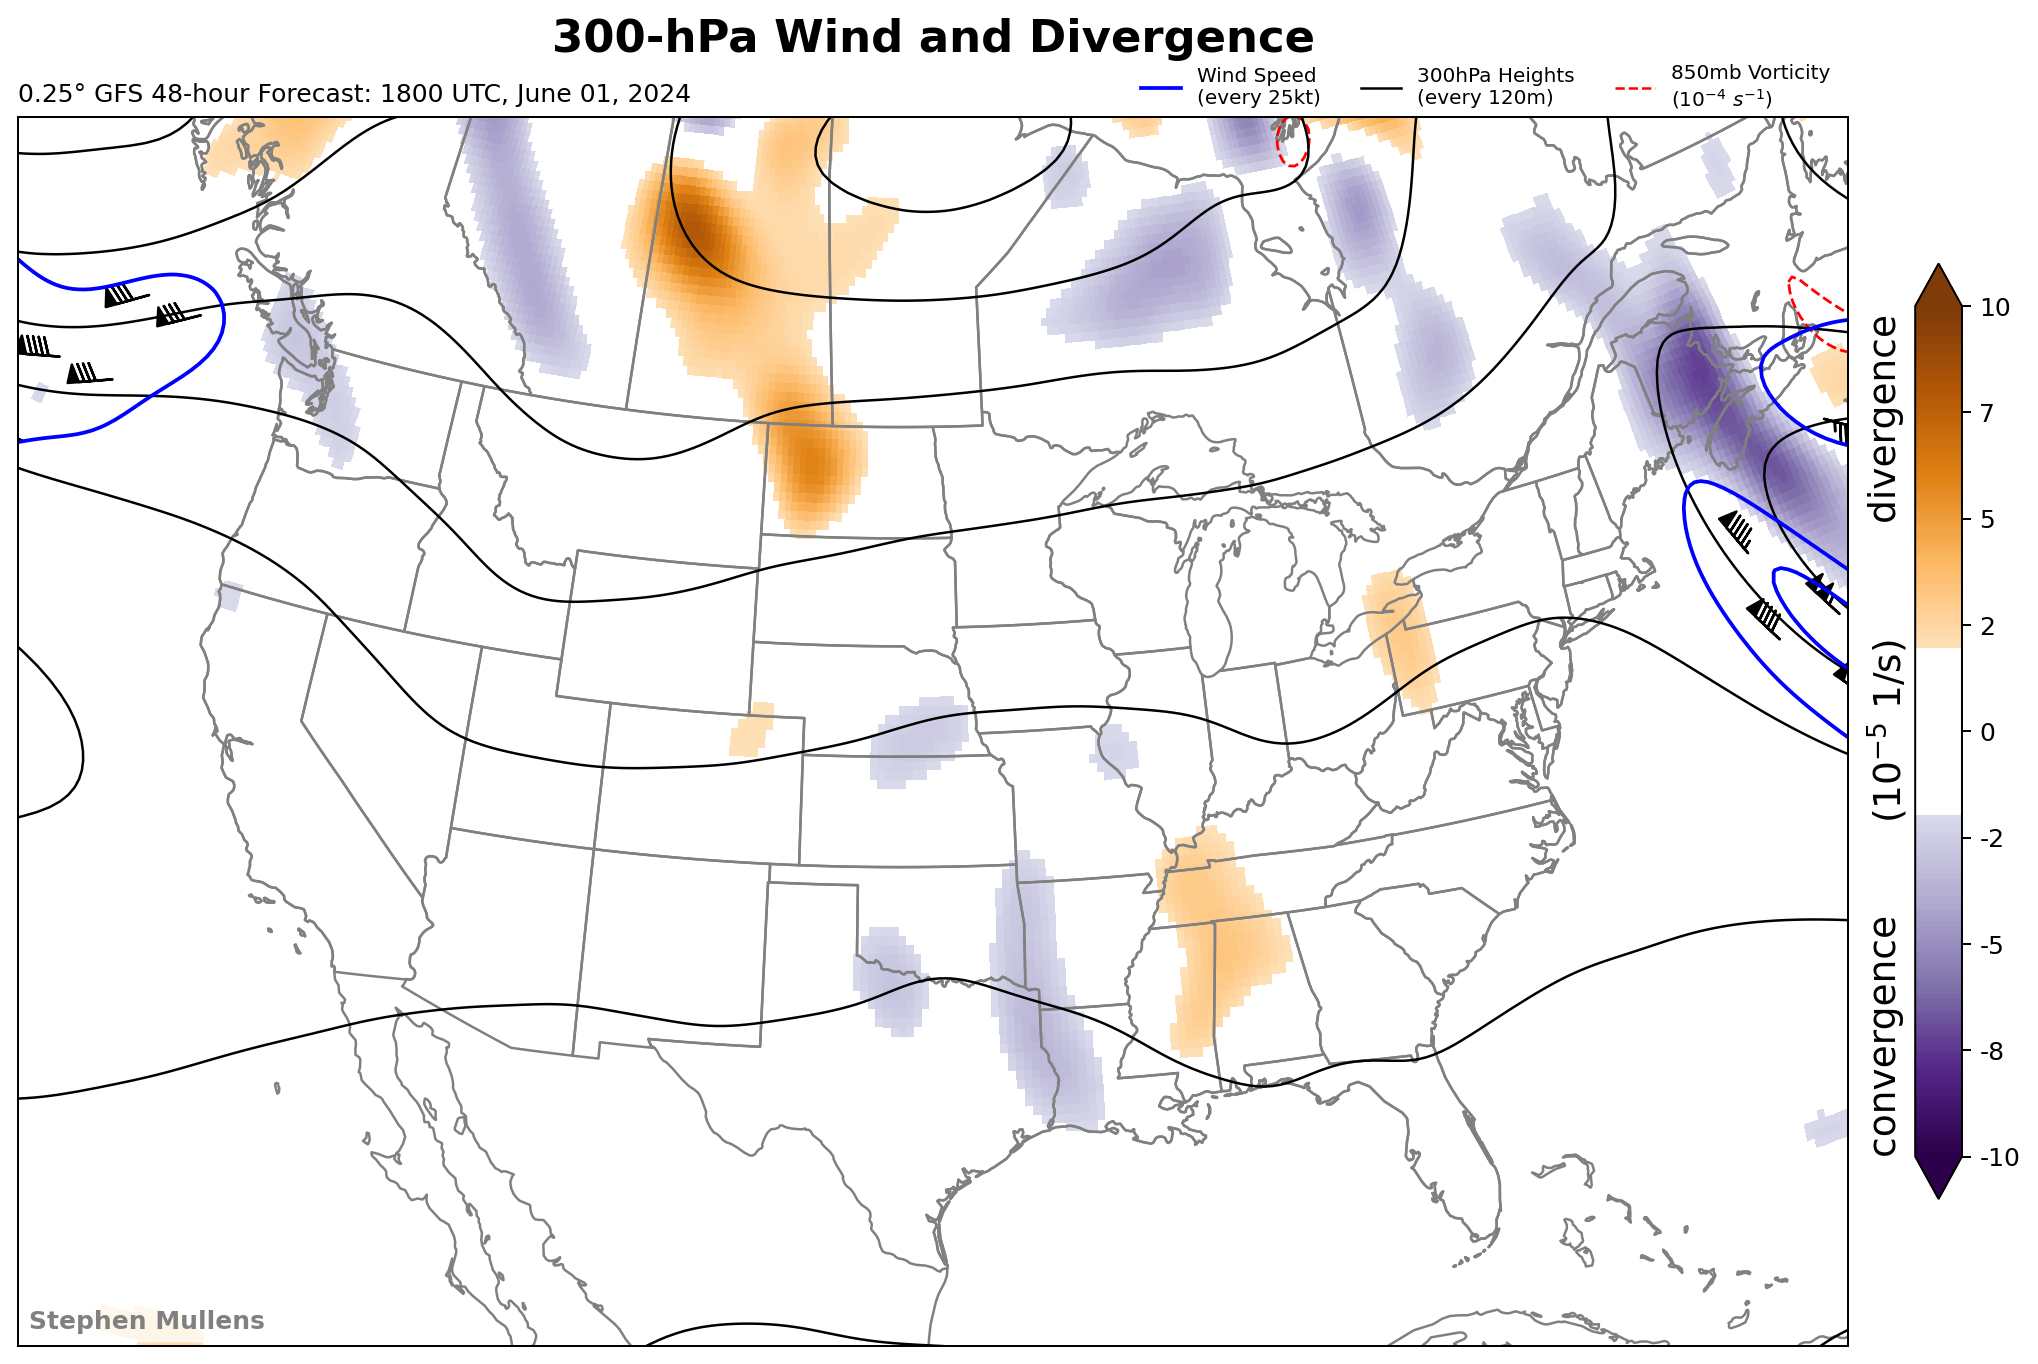 300-hPa Wind and Divergence
0.25° GFS 48-hour Forecast: 1800 UTC, June 01, 2024
Wind Speed
(every 25kt)
300hPa Heights
(every 120m)
850mb Vorticity
(10⁻⁴ s⁻¹)
10
7
5
2
0
-2
-5
-8
-10
convergence (10⁻⁵ 1/s) divergence
Stephen Mullens